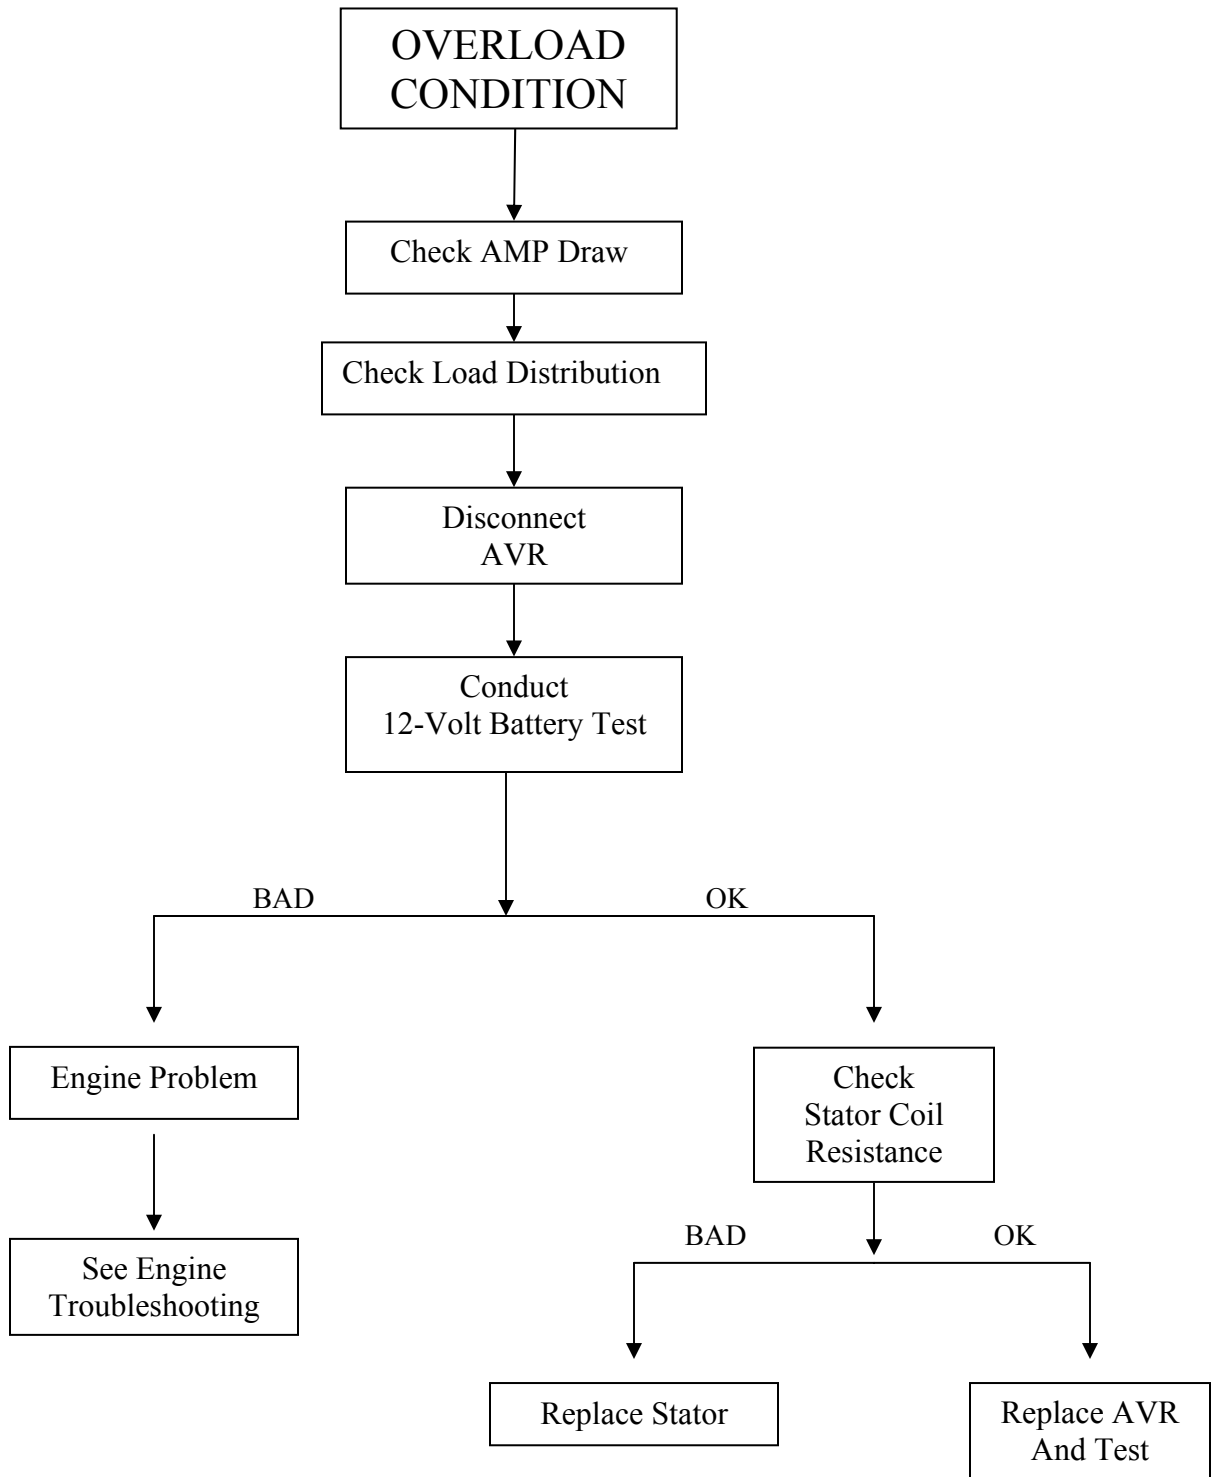 OVERLOAD
CONDITION
Check AMP Draw
Check Load Distribution
Disconnect
AVR
Conduct
12-Volt Battery Test
BAD
OK
Engine Problem
See Engine
Troubleshooting
Check
Stator Coil
Resistance
BAD
OK
Replace Stator
Replace AVR
And Test